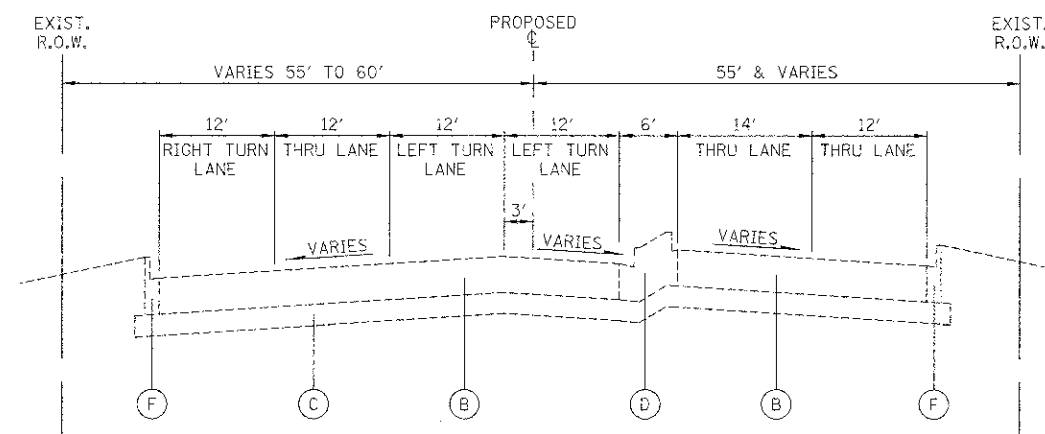 EXIST.
R.O.W.
PROPOSED
℄
EXIST.
R.O.W.
VARIES 55' TO 60'
55' & VARIES
12'
12'
12'
12'
6'
14'
12'
RIGHT TURN
LANE
THRU LANE
LEFT TURN
LANE
LEFT TURN
LANE
THRU LANE
THRU LANE
3'
VARIES
VARIES
VARIES
F
C
B
D
B
F